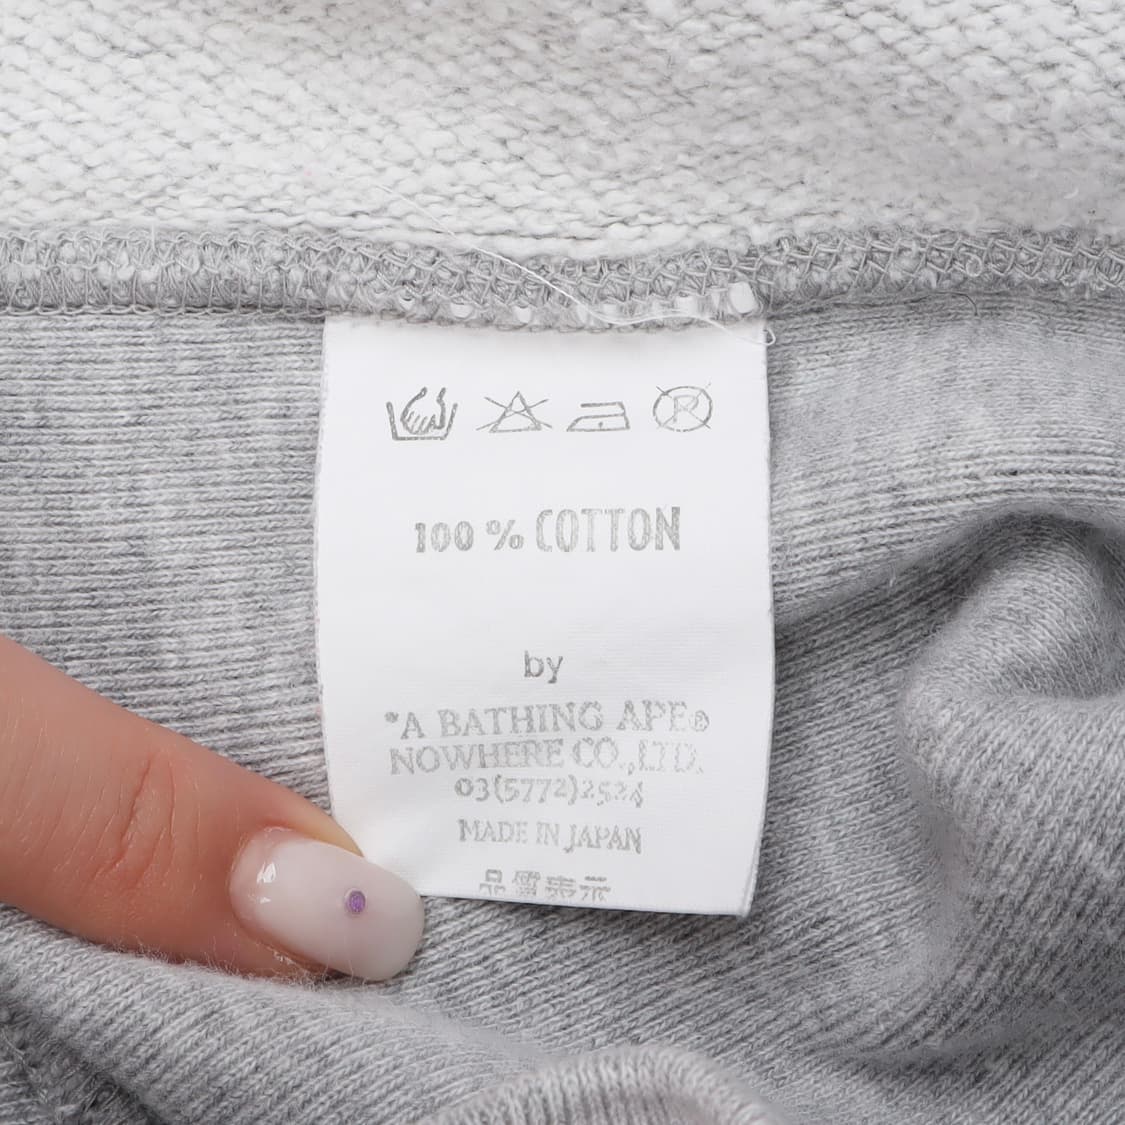 100 % COTTON
by
"A BATHING APE®
NOWHERE CO.,LTD.
03(5772)2524
MADE IN JAPAN
品質表示